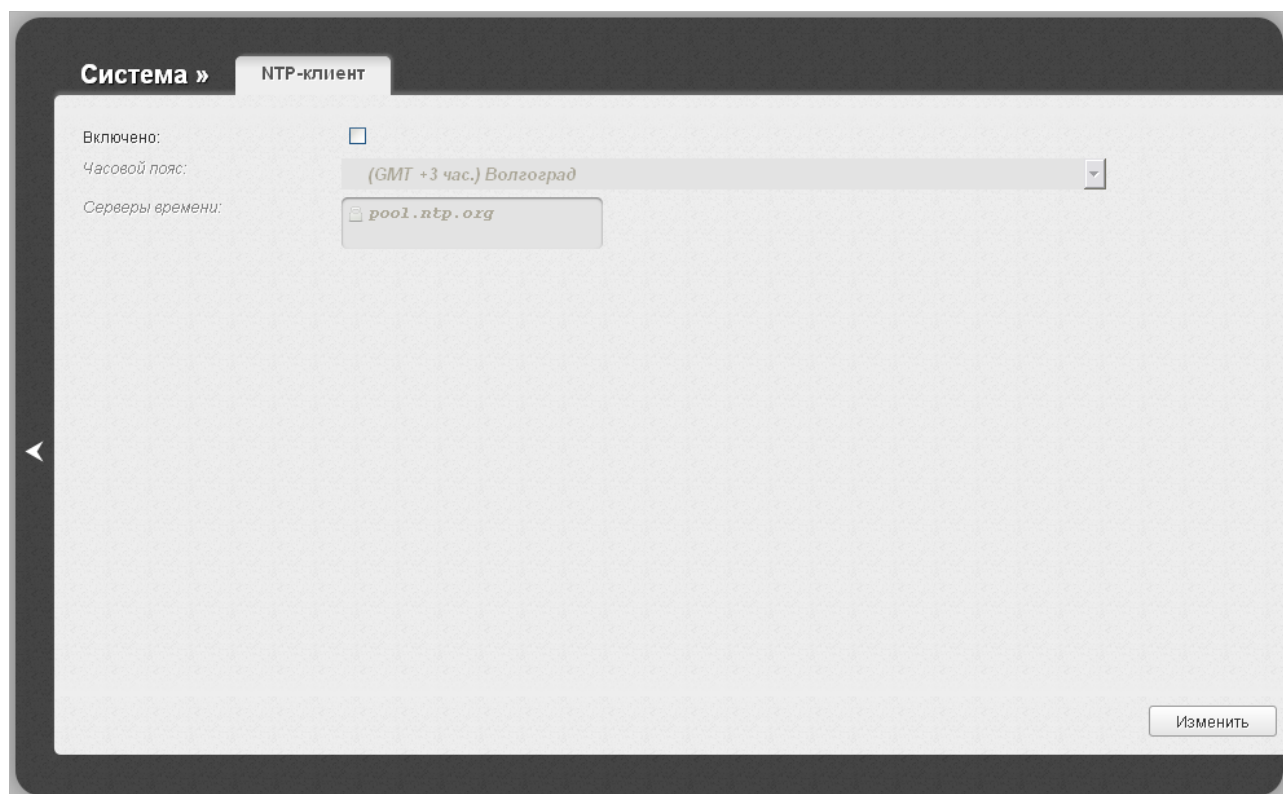 Система »
NTP-клиент
Включено:
Часовой пояс: (GMT +3 час.) Волгоград
Серверы времени: pool.ntp.org
Изменить